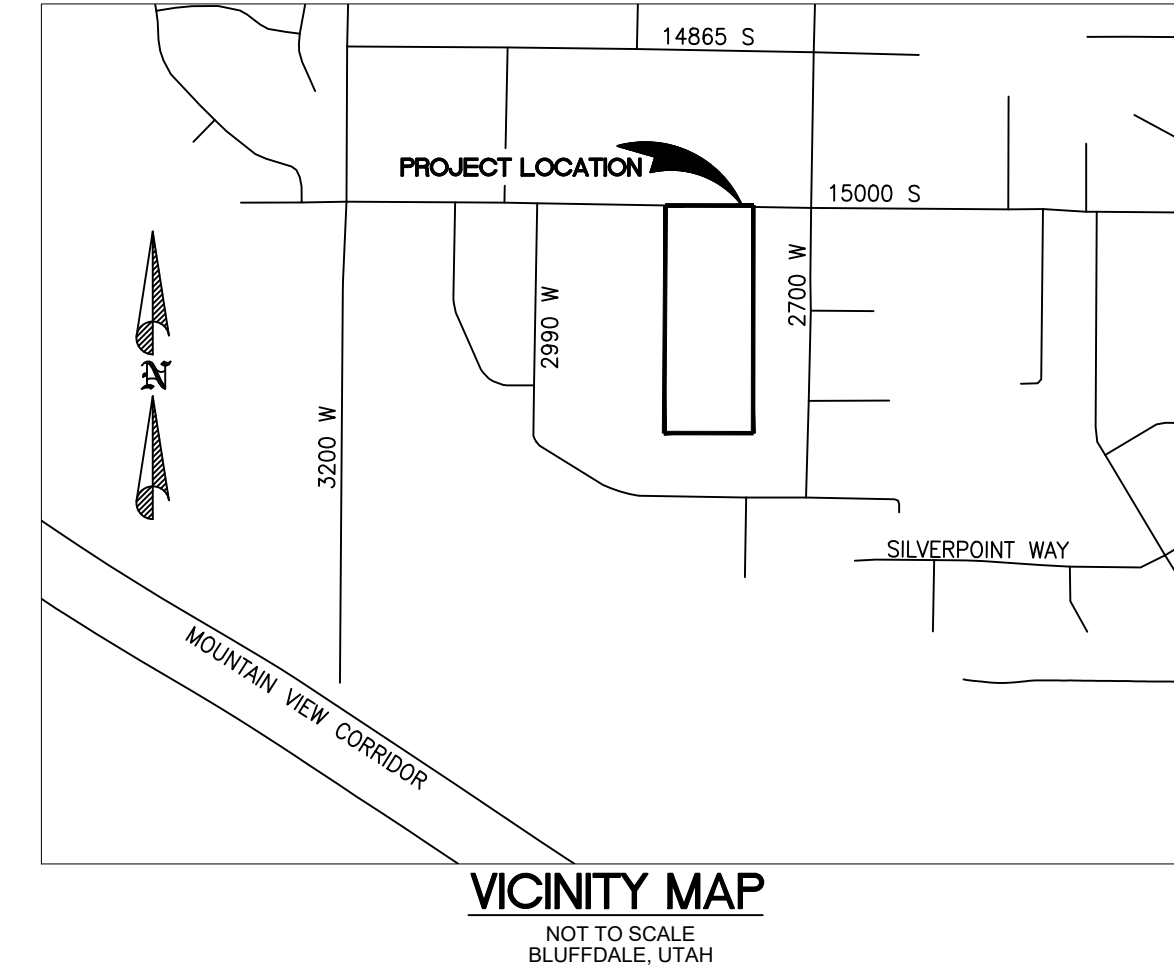 14865 S
PROJECT LOCATION
15000 S
2700 W
2990 W
N
3200 W
SILVERPOINT WAY
MOUNTAIN VIEW CORRIDOR
VICINITY MAP
NOT TO SCALE
BLUFFDALE, UTAH